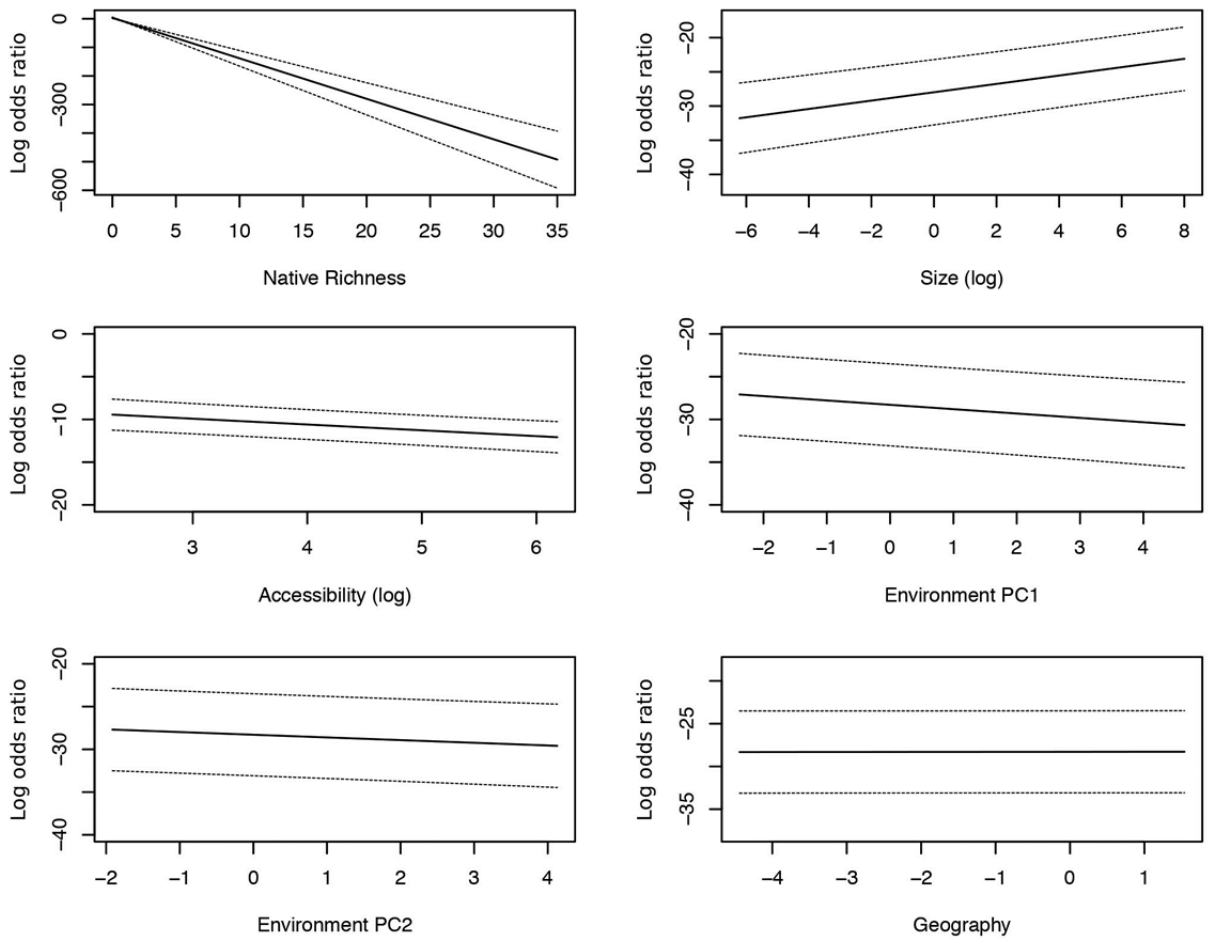 Log odds ratio
0
−300
−600
0 5 10 15 20 25 30 35
Native Richness
Log odds ratio
−20
−30
−40
−6 −4 −2 0 2 4 6 8
Size (log)
Log odds ratio
0
−10
−20
3 4 5 6
Accessibility (log)
Log odds ratio
−20
−30
−40
−2 −1 0 1 2 3 4
Environment PC1
Log odds ratio
−20
−30
−40
−2 −1 0 1 2 3 4
Environment PC2
Log odds ratio
−25
−35
−4 −3 −2 −1 0 1
Geography